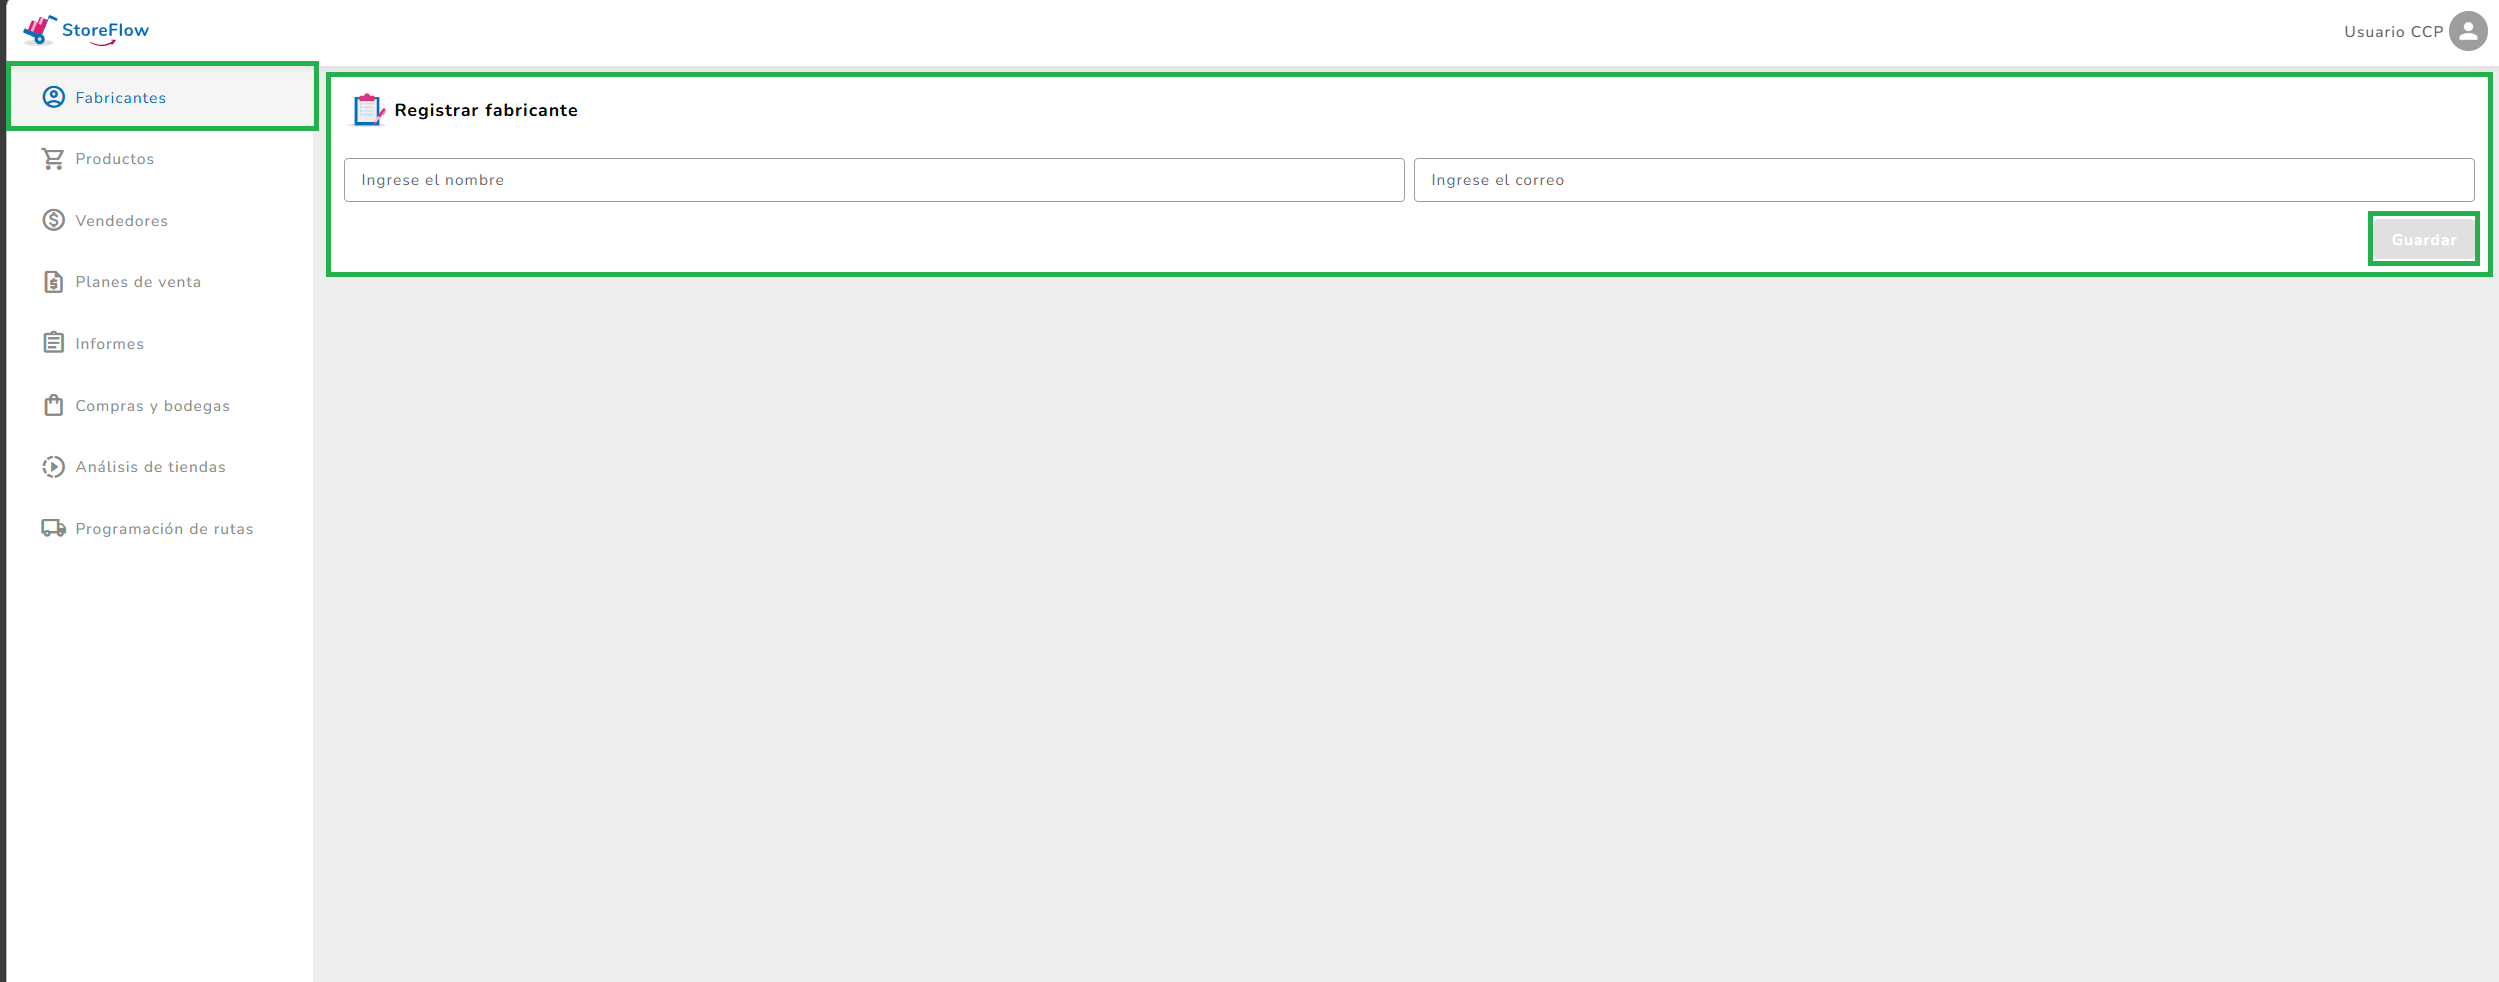 StoreFlow
Usuario CCP
Fabricantes
Productos
Vendedores
Planes de venta
Informes
Compras y bodegas
Análisis de tiendas
Programación de rutas
Registrar fabricante
Ingrese el nombre
Ingrese el correo
Guardar